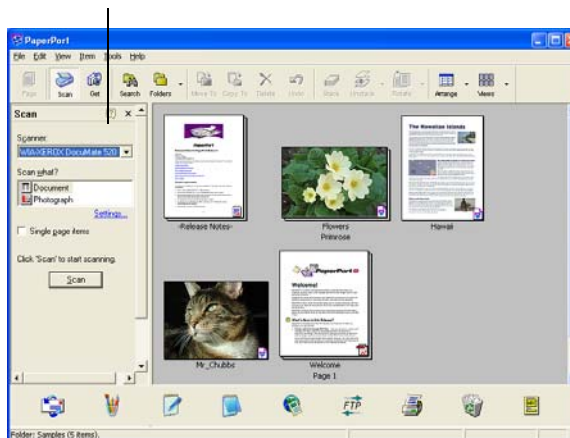 PaperPort
File Edit View Item Tools Help
Page Scan Get Search Folders Move To Copy To Delete Undo Stack Unstack Rotate Arrange Views
Scan
Scanner:
WIA-XEROX DocuMate 520
Scan what?
Document
Photograph
Settings...
Single page items
Click 'Scan' to start scanning.
Scan
PaperPort
-Release Notes-
Flowers
Primrose
The Hawaiian Islands
Hawaii
Mr_Chubbs
PaperPort
Welcome!
Welcome
Page 1
FTP
Folder: Samples (5 items).